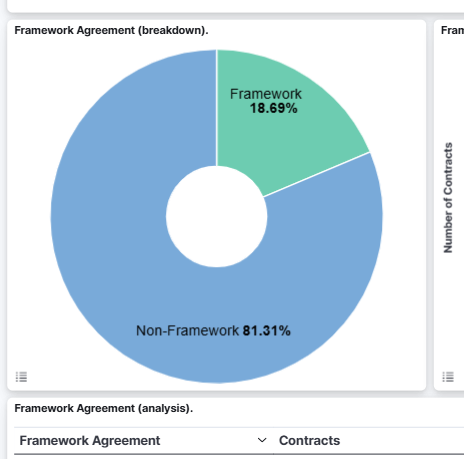 Framework Agreement (breakdown).
Fram
Framework
18.69%
Number of Contracts
Non-Framework 81.31%
Framework Agreement (analysis).
Framework Agreement
Contracts